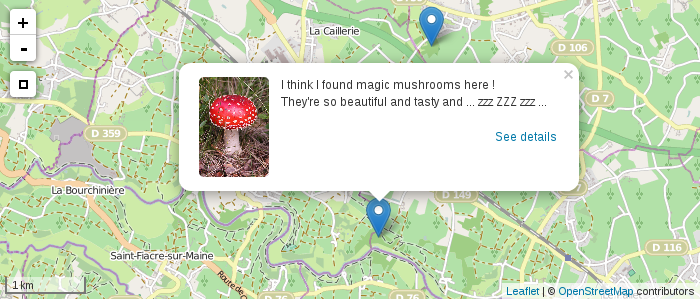 +
-
La Caillerie
D 106
I think I found magic mushrooms here !
They're so beautiful and tasty and ... zzz ZZZ zzz ...
×
D 7
D 359
See details
La Bourchinière
D 149
D 116
Saint-Fiacre-sur-Maine
Route de C
D 76
1 km
Leaflet | © OpenStreetMap contributors